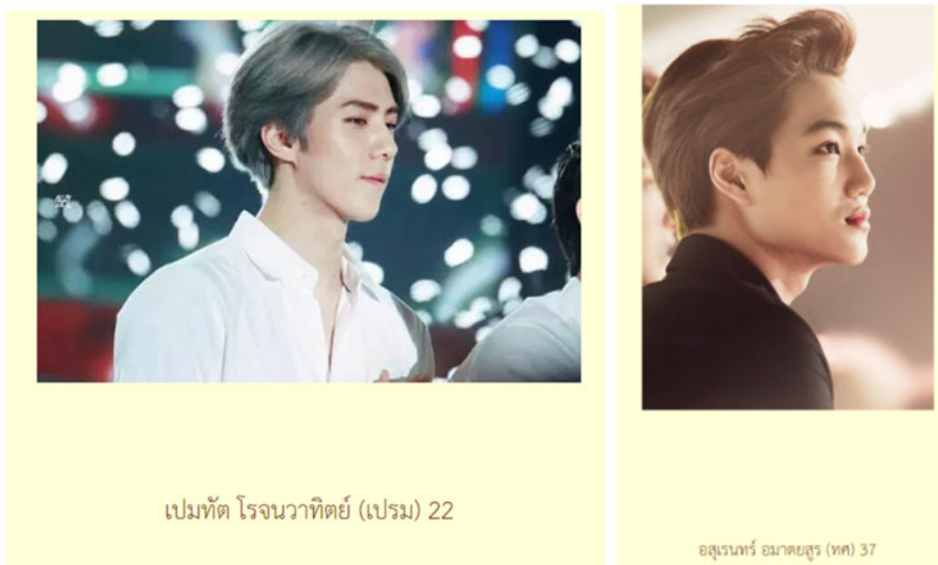 เปมทัต โรจนวาทิตย์ (เปรม) 22
อสุเรนทร์ อมาตยสูร (ทศ) 37